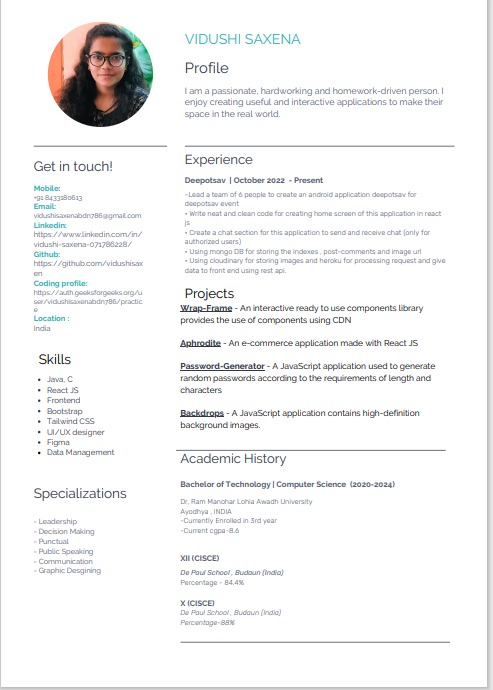 VIDUSHI SAXENA
Profile
I am a passionate, hardworking and homework-driven person. I
enjoy creating useful and interactive applications to make their
space in the real world.
Get in touch!
Mobile:
+91 8433180613
Email:
vidushisaxenabdn786@gmail.com
Linkedin:
https://www.linkedin.com/in/
vidushi-saxena-071786228/
Github:
https://github.com/vidushisax
en
Coding profile:
https://auth.geeksforgeeks.org/u
ser/vidushisaxenabdn786/practic
e
Location :
India
Skills
• Java, C
• React JS
• Frontend
• Bootstrap
• Tailwind CSS
• UI/UX designer
• Figma
• Data Management
Specializations
- Leadership
- Decision Making
- Punctual
- Public Speaking
- Communication
- Graphic Desgining
Experience
Deepotsav | October 2022 - Present
-Lead a team of 6 people to create an android application deepotsav for
deepotsav event
• Write neat and clean code for creating home screen of this application in react
js
• Create a chat section for this application to send and receive chat (only for
authorized users)
• Using mongo DB for storing the indexes , post-comments and image url
• Using cloudinary for storing images and heroku for processing request and give
data to front end using rest api.
Projects
Wrap-Frame - An interactive ready to use components library
provides the use of components using CDN
Aphrodite - An e-commerce application made with React JS
Password-Generator - A JavaScript application used to generate
random passwords according to the requirements of length and
characters
Backdrops - A JavaScript application contains high-definition
background images.
Academic History
Bachelor of Technology | Computer Science (2020-2024)
Dr, Ram Manohar Lohia Awadh University
Ayodhya , INDIA
-Currently Enrolled in 3rd year
-Current cgpa-8.6
XII (CISCE)
De Paul School , Budaun (India)
Percentage - 84.4%
X (CISCE)
De Paul School , Budaun (India)
Percentage-88%